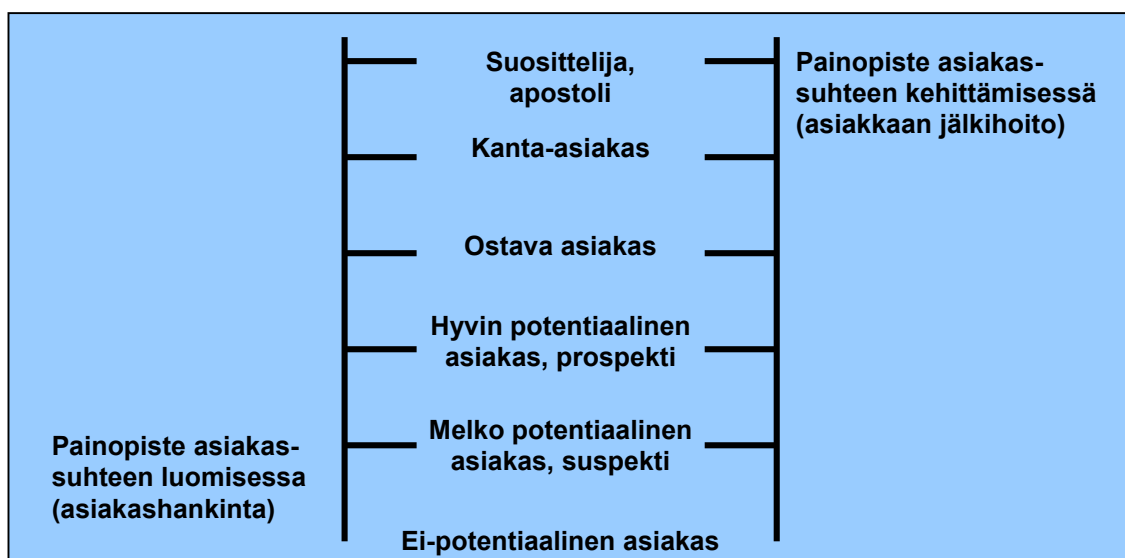 Suosittelija,
apostoli
Painopiste asiakas-
suhteen kehittämisessä
(asiakkaan jälkihoito)
Kanta-asiakas
Ostava asiakas
Hyvin potentiaalinen
asiakas, prospekti
Melko potentiaalinen
asiakas, suspekti
Painopiste asiakas-
suhteen luomisessa
(asiakashankinta)
Ei-potentiaalinen asiakas